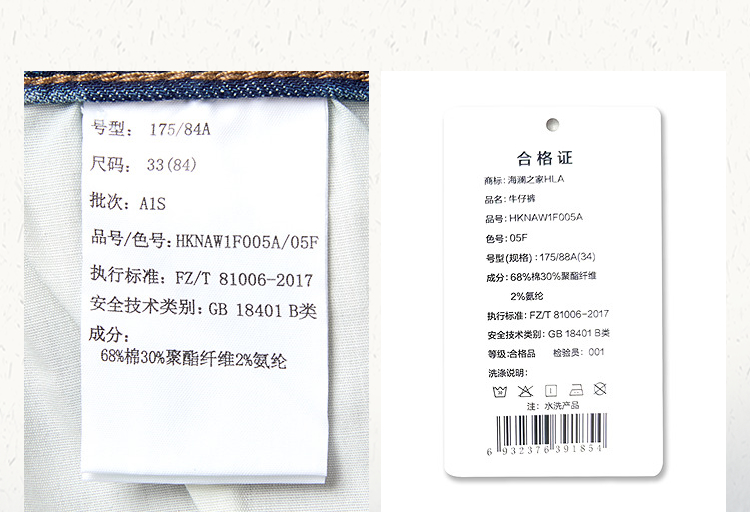 号型： 175/84A
尺码： 33(84)
批次：A1S
品号/色号：HKNAW1F005A/05F
执行标准：FZ/T 81006-2017
安全技术类别：GB 18401 B类
成分：
68%棉30%聚酯纤维2%氨纶
合格证
商标：海澜之家HLA
品名：牛仔裤
品号：HKNAW1F005A
色号：05F
号型(规格)：175/88A(34)
成分：68%棉30%聚酯纤维
2%氨纶
执行标准：FZ/T 81006-2017
安全技术类别：GB 18401 B类
等级:合格品 检验员：001
洗涤说明：
注：水洗产品
6 932376 391854